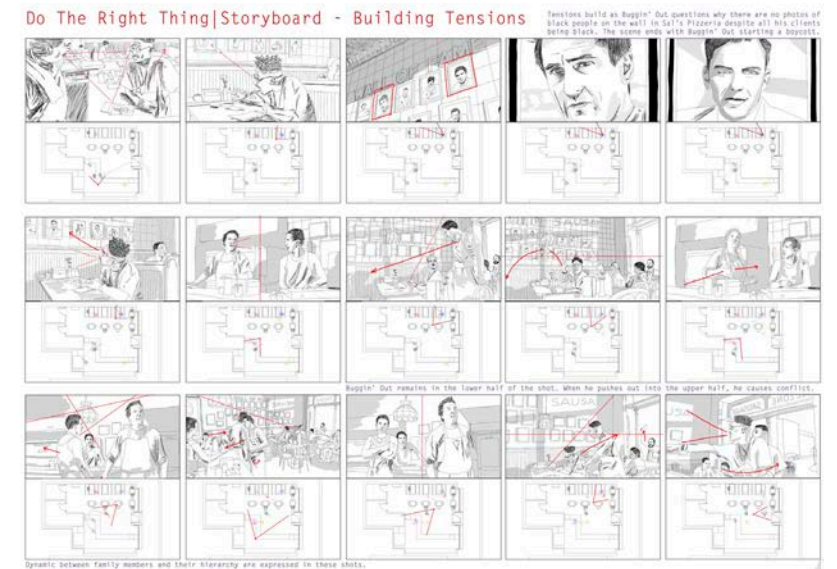 Do The Right Thing|Storyboard - Building Tensions
Tensions build as Buggin' Out questions why there are no photos of
black people on the wall in Sal's Pizzeria despite all his clients
being black. The scene ends with Buggin' Out starting a boycott.
SAUSA
Buggin' Out remains in the lower half of the shot. When he pushes out into the upper half, he causes conflict.
SAUSA
USA
Dynamic between family members and their hierarchy are expressed in these shots.